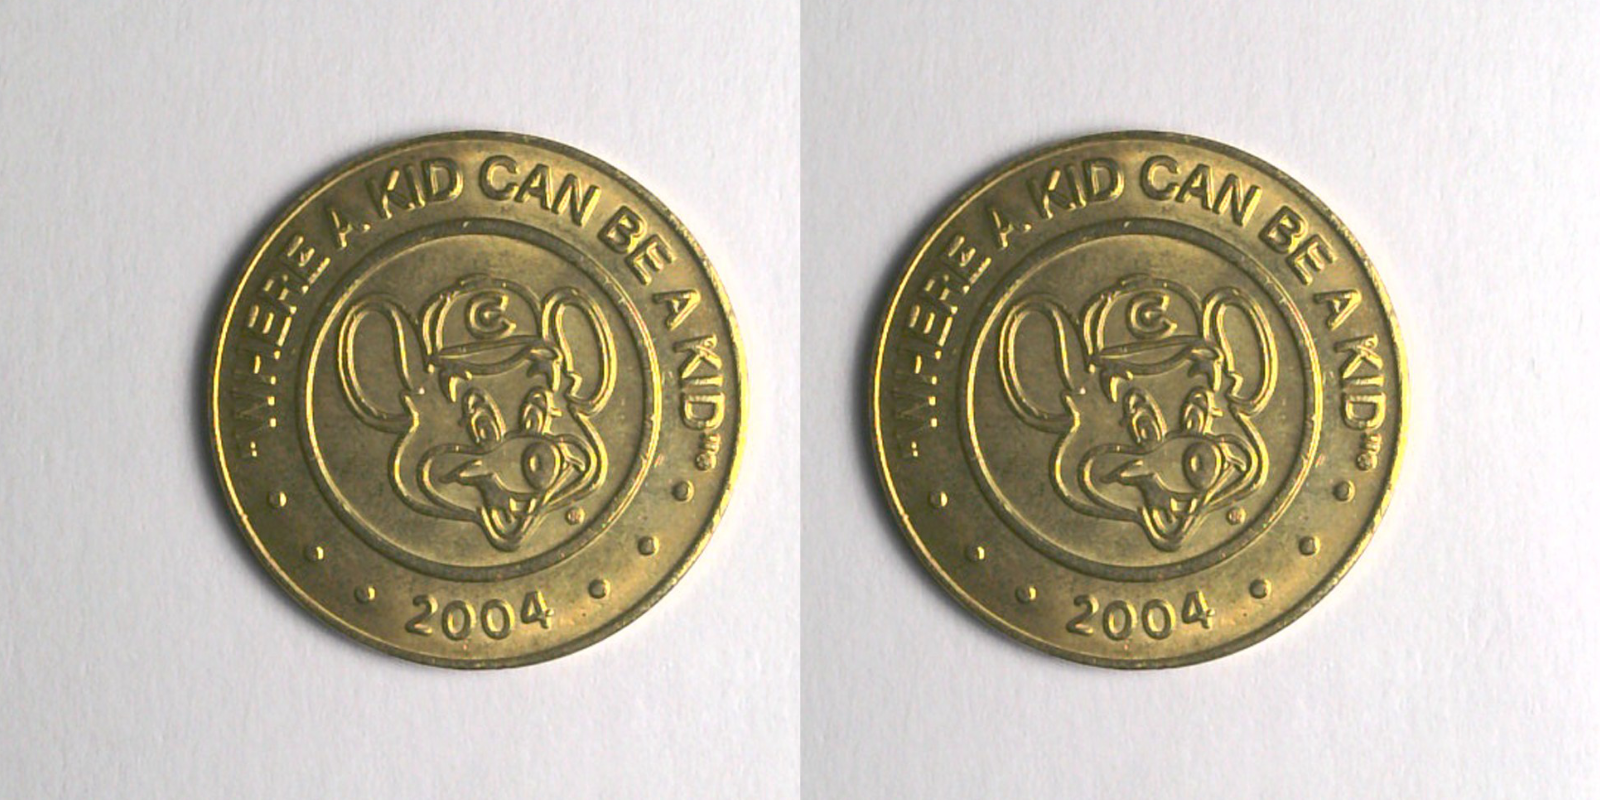 "WHERE A KID CAN BE A KID"®
C
®
2004
"WHERE A KID CAN BE A KID"®
C
®
2004